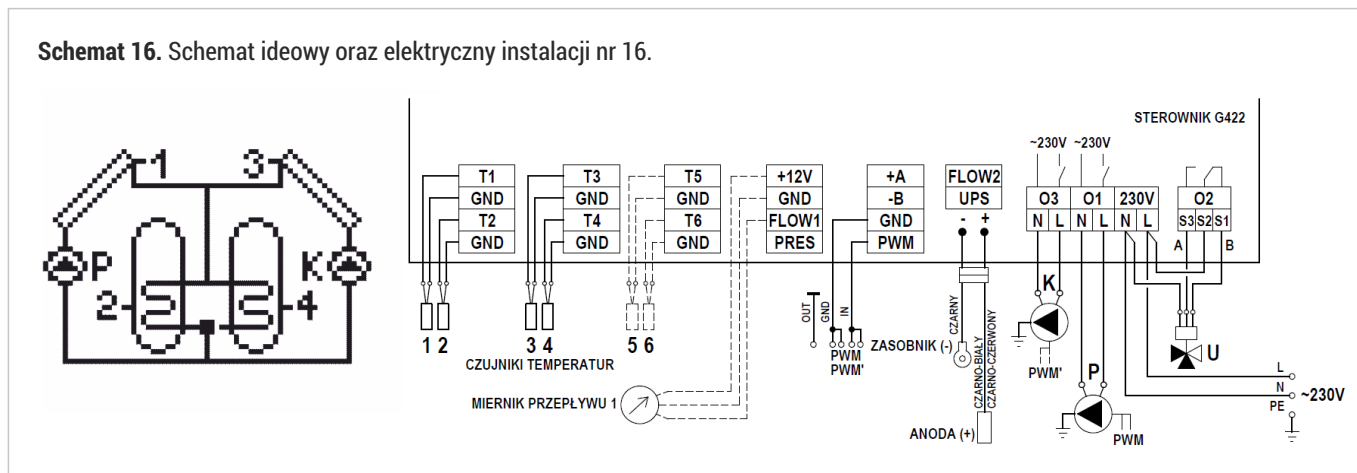 Schemat 16. Schemat ideowy oraz elektryczny instalacji nr 16.
STEROWNIK G422
1 3
P K
2 4
T1
GND
T2
GND
T3
GND
T4
GND
T5
GND
T6
GND
+12V
GND
FLOW1
PRES
+A
-B
GND
PWM
FLOW2
UPS
- +
~230V ~230V
O3 O1 230V
N L N L N L
O2
S3 S2 S1
A B
1 2 3 4 5 6
CZUJNIKI TEMPERATUR
MIERNIK PRZEPŁYWU 1
OUT
GND
IN
PWM
PWM'
CZARNY
ZASOBNIK (-)
CZARNO-BIAŁY
CZARNO-CZERWONY
ANODA (+)
K
PWM'
P
PWM
U
L
N
PE
~230V